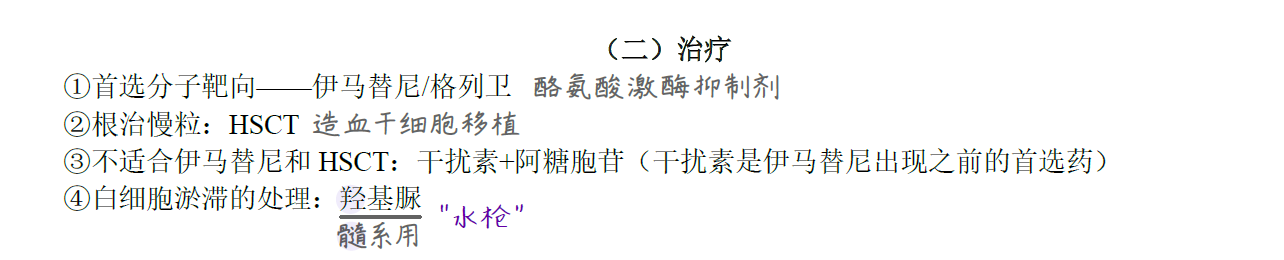 （二）治疗
①首选分子靶向——伊马替尼/格列卫 酪氨酸激酶抑制剂
②根治慢粒：HSCT 造血干细胞移植
③不适合伊马替尼和 HSCT：干扰素+阿糖胞苷（干扰素是伊马替尼出现之前的首选药）
④白细胞淤滞的处理：羟基脲 "水枪"
髓系用